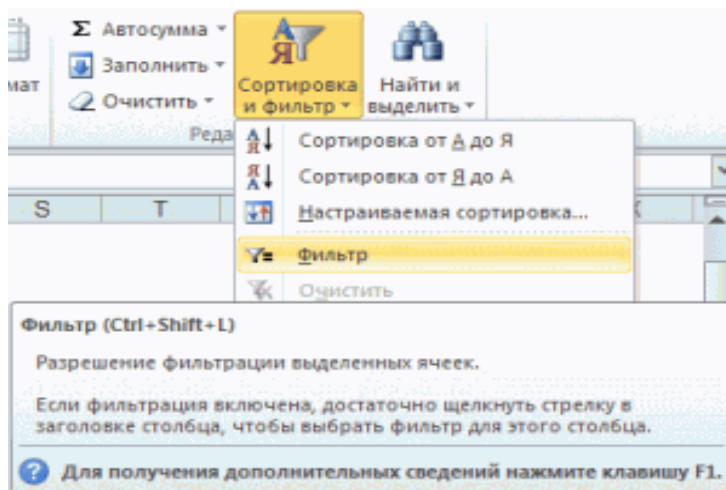 Σ Автосумма
Заполнить
Очистить
Сортировка
и фильтр
Найти и
выделить
мат
Реда
Сортировка от А до Я
Сортировка от Я до А
Настраиваемая сортировка...
Фильтр
Очистить
S T X
Фильтр (Ctrl+Shift+L)
Разрешение фильтрации выделенных ячеек.
Если фильтрация включена, достаточно щелкнуть стрелку в
заголовке столбца, чтобы выбрать фильтр для этого столбца.
Для получения дополнительных сведений нажмите клавишу F1.